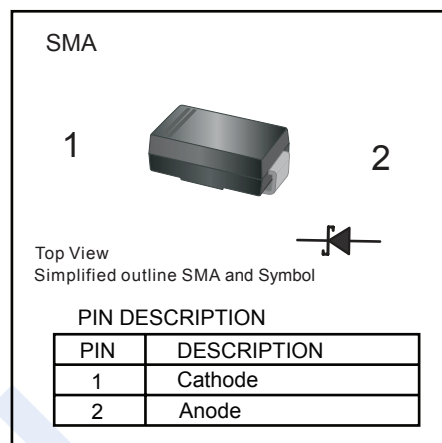 SMA
1
2
Top View
Simplified outline SMA and Symbol
PIN DESCRIPTION
PIN DESCRIPTION
1 Cathode
2 Anode